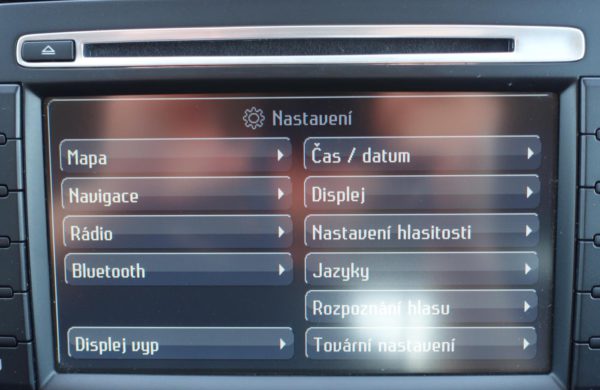 Nastavení
Mapa
Čas / datum
Navigace
Displej
Rádio
Nastavení hlasitosti
Bluetooth
Jazyky
Rozpoznání hlasu
Displej vyp
Tovární nastavení